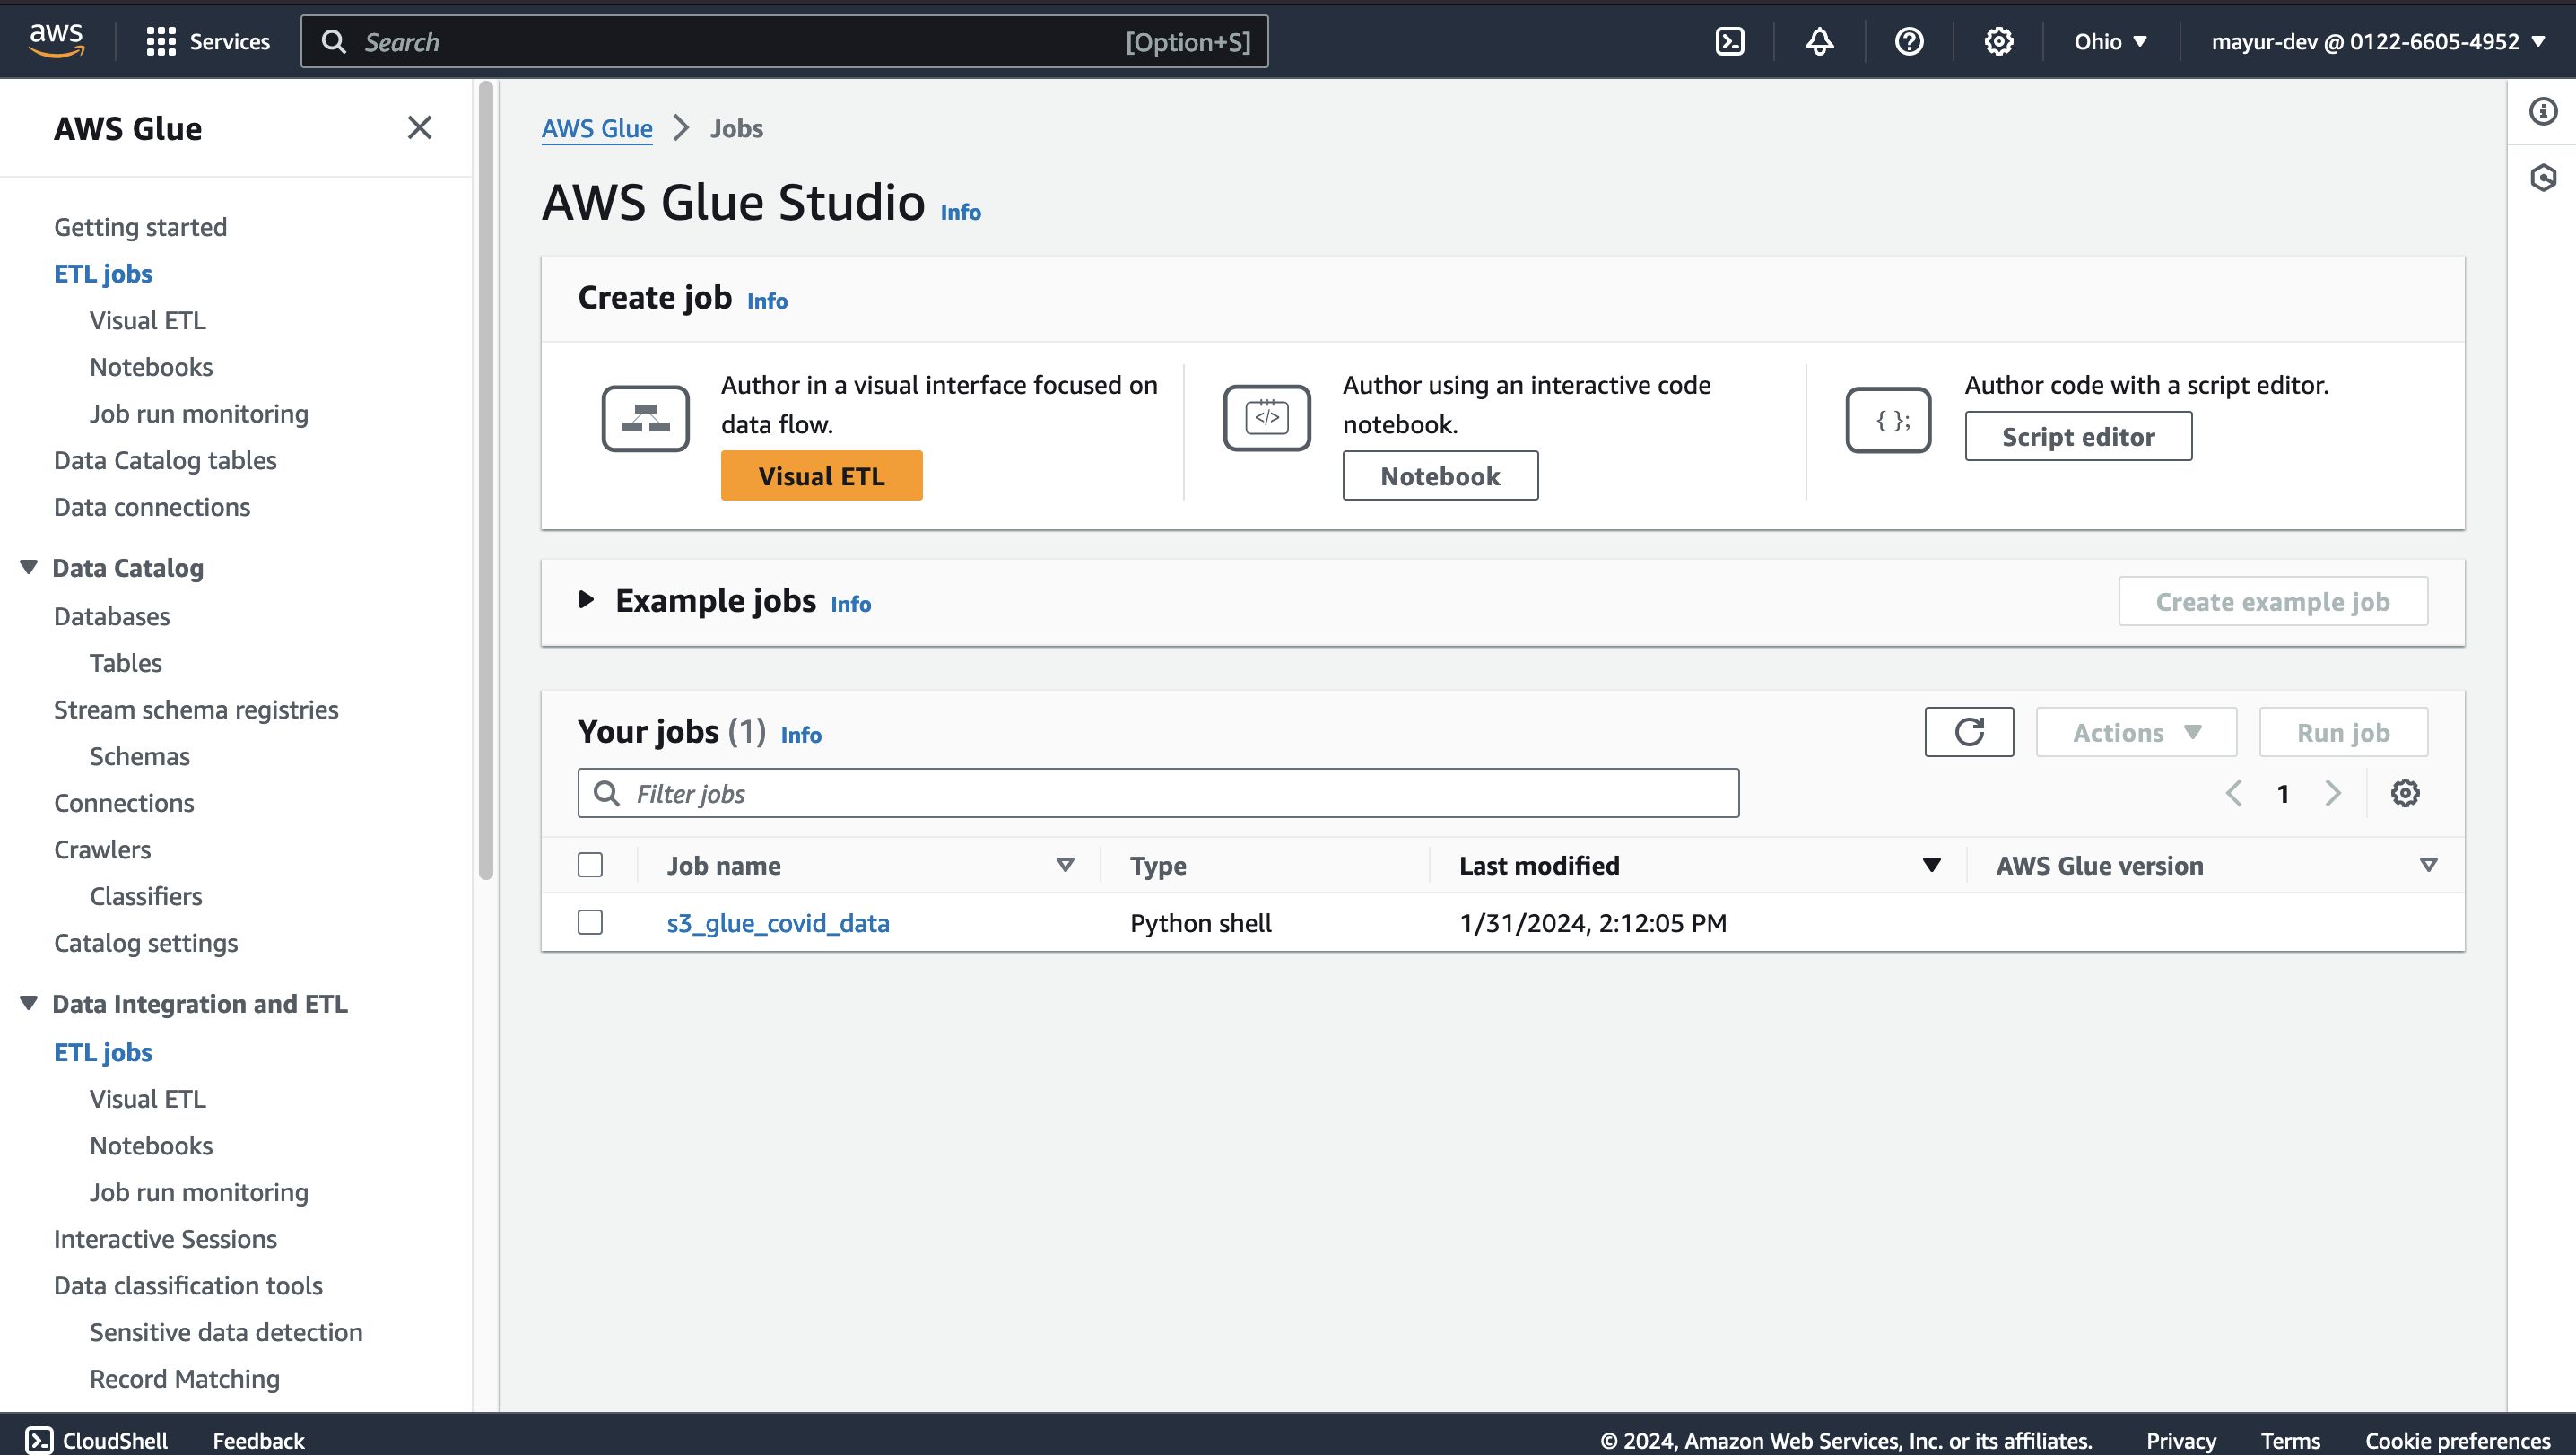 aws
Services
Search
[Option+S]
Ohio
mayur-dev @ 0122-6605-4952
AWS Glue
Getting started
ETL jobs
Visual ETL
Notebooks
Job run monitoring
Data Catalog tables
Data connections
Data Catalog
Databases
Tables
Stream schema registries
Schemas
Connections
Crawlers
Classifiers
Catalog settings
Data Integration and ETL
ETL jobs
Visual ETL
Notebooks
Job run monitoring
Interactive Sessions
Data classification tools
Sensitive data detection
Record Matching
AWS Glue > Jobs
AWS Glue Studio Info
Create job Info
Author in a visual interface focused on
data flow.
Visual ETL
</>
Author using an interactive code
notebook.
Notebook
{ };
Author code with a script editor.
Script editor
Example jobs Info
Create example job
Your jobs (1) Info
Actions
Run job
Filter jobs
1
Job name Type Last modified AWS Glue version
s3_glue_covid_data Python shell 1/31/2024, 2:12:05 PM
CloudShell Feedback © 2024, Amazon Web Services, Inc. or its affiliates. Privacy Terms Cookie preferences